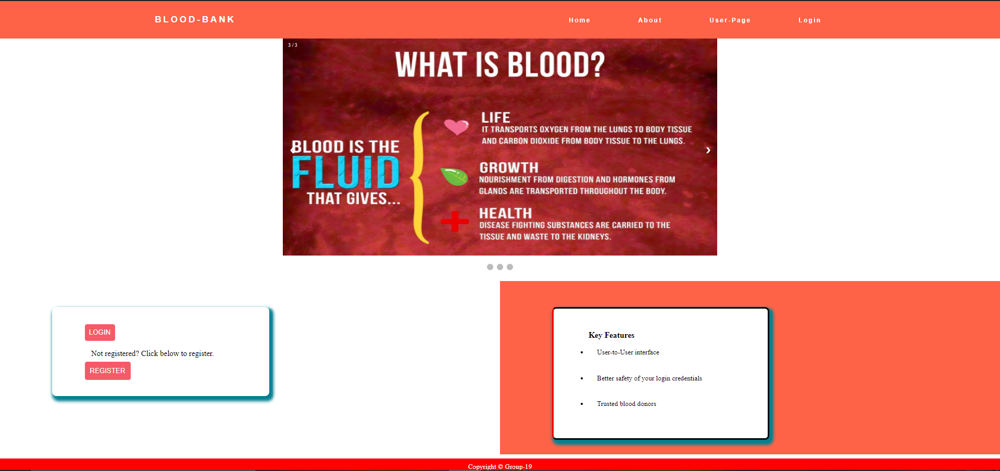 BLOOD-BANK
Home About User-Page Login
3 / 3
WHAT IS BLOOD?
BLOOD IS THE
FLUID
THAT GIVES...
LIFE
IT TRANSPORTS OXYGEN FROM THE LUNGS TO BODY TISSUE
AND CARBON DIOXIDE FROM BODY TISSUE TO THE LUNGS.
GROWTH
NOURISHMENT FROM DIGESTION AND HORMONES FROM
GLANDS ARE TRANSPORTED THROUGHOUT THE BODY.
HEALTH
DISEASE FIGHTING SUBSTANCES ARE CARRIED TO THE
TISSUE AND WASTE TO THE KIDNEYS.
LOGIN
Not registered? Click below to register.
REGISTER
Key Features
User-to-User interface
Better safety of your login credentials
Trusted blood donors
Copyright © Group-19